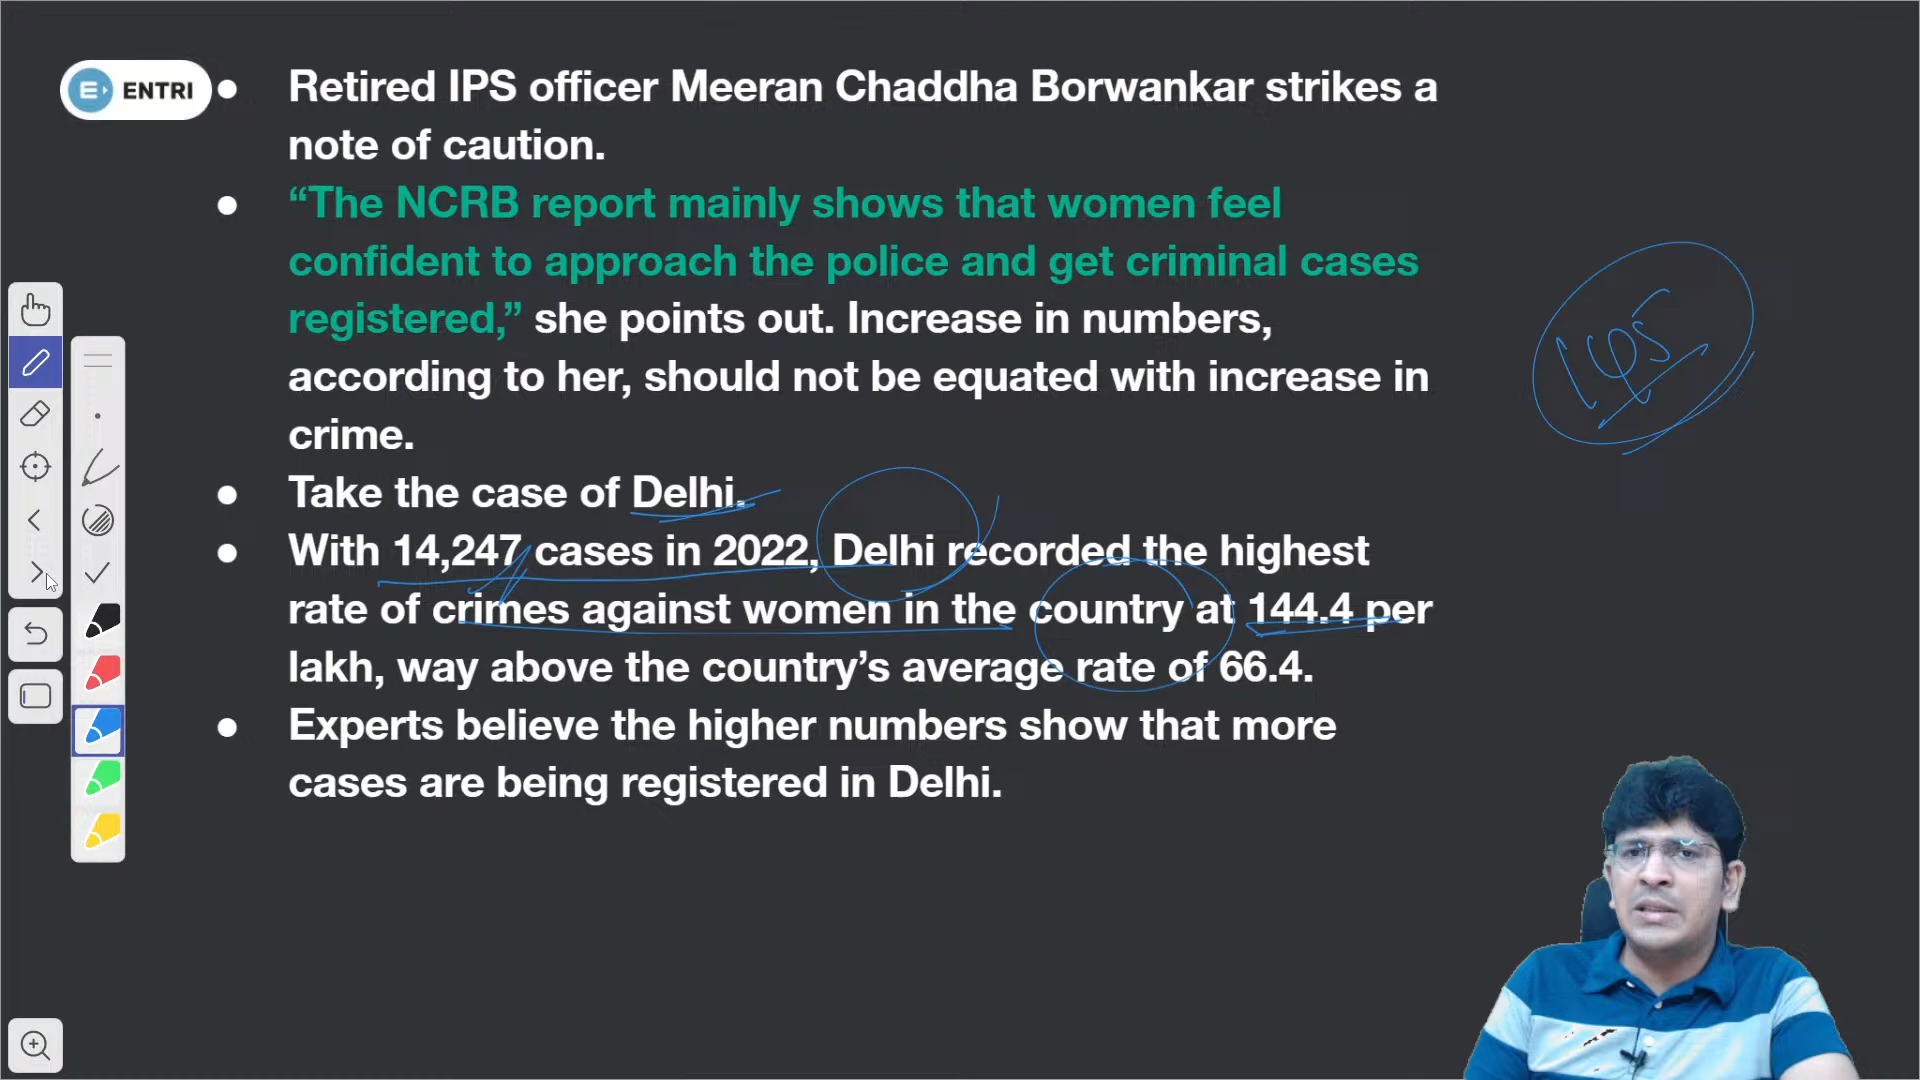 ENTRI
Retired IPS officer Meeran Chaddha Borwankar strikes a
note of caution.
“The NCRB report mainly shows that women feel
confident to approach the police and get criminal cases
registered,” she points out. Increase in numbers,
according to her, should not be equated with increase in
crime.
Take the case of Delhi.
With 14,247 cases in 2022, Delhi recorded the highest
rate of crimes against women in the country at 144.4 per
lakh, way above the country’s average rate of 66.4.
Experts believe the higher numbers show that more
cases are being registered in Delhi.